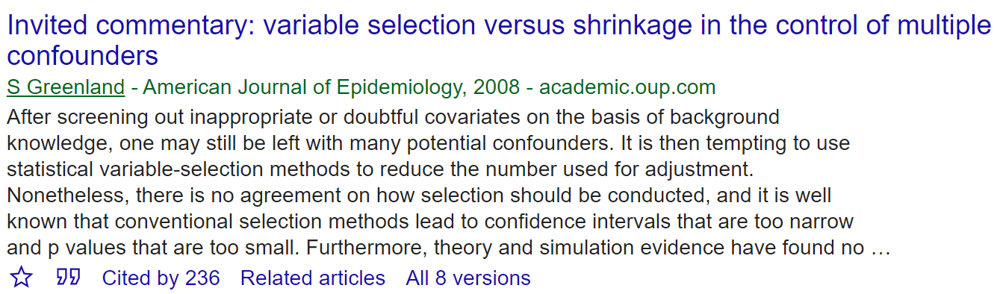 Invited commentary: variable selection versus shrinkage in the control of multiple
confounders
S Greenland - American Journal of Epidemiology, 2008 - academic.oup.com
After screening out inappropriate or doubtful covariates on the basis of background
knowledge, one may still be left with many potential confounders. It is then tempting to use
statistical variable-selection methods to reduce the number used for adjustment.
Nonetheless, there is no agreement on how selection should be conducted, and it is well
known that conventional selection methods lead to confidence intervals that are too narrow
and p values that are too small. Furthermore, theory and simulation evidence have found no …
Cited by 236 Related articles All 8 versions